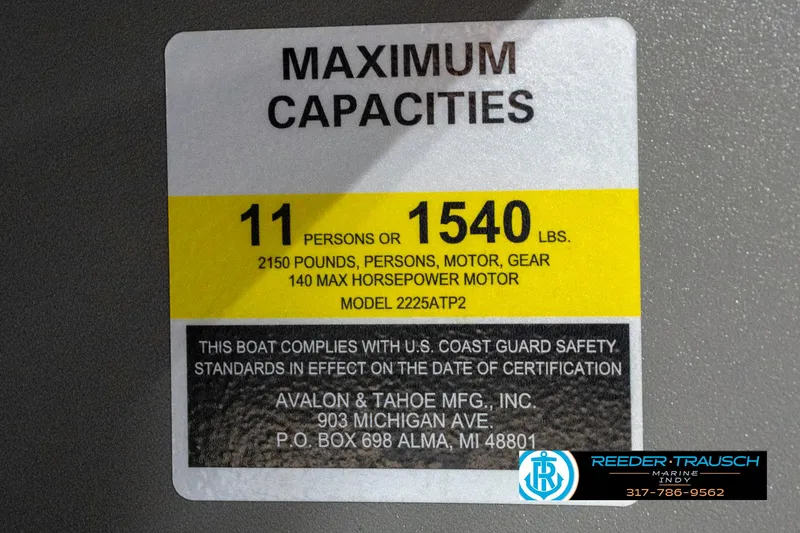 MAXIMUM
CAPACITIES
11 PERSONS OR 1540 LBS.
2150 POUNDS, PERSONS, MOTOR, GEAR
140 MAX HORSEPOWER MOTOR
MODEL 2225ATP2
THIS BOAT COMPLIES WITH U.S. COAST GUARD SAFETY
STANDARDS IN EFFECT ON THE DATE OF CERTIFICATION
AVALON & TAHOE MFG., INC.
903 MICHIGAN AVE.
P.O. BOX 698 ALMA, MI 48801
RT
REEDER·TRAUSCH
MARINE
INDY
317-786-9562